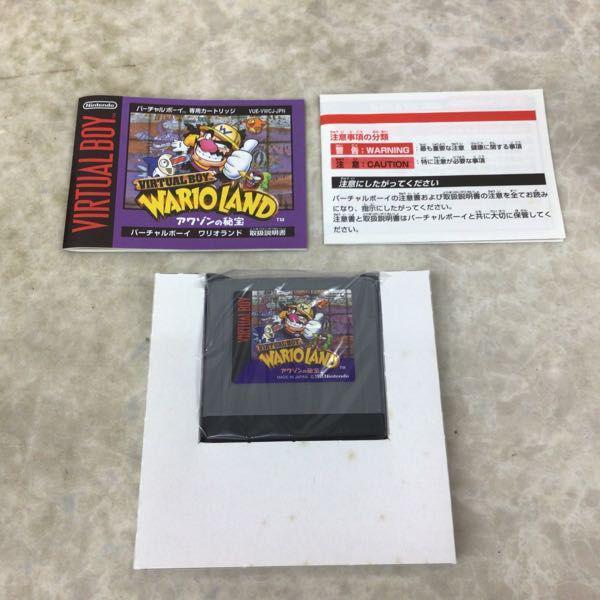 Nintendo
バーチャルボーイ専用カートリッジ VUE-VWCJ-JPN
VIRTUAL BOY
VIRTUAL BOY
WARIO LAND
TM
アワゾンの秘宝
バーチャルボーイ ワリオランド 取扱説明書
注意事項の分類
警告:WARNING:最も重要な注意 健康に関する事項
注意:CAUTION:特に注意が必要な事項
注意にしたがってください
バーチャルボーイの注意書および取扱説明書の注意を全てお読み
になり、指示にしたがってください。
注意書と取扱説明書はバーチャルボーイと共に大切に保管してく
ださい。
VIRTUAL BOY
VIRTUAL BOY
WARIO LAND
TM
アワゾンの秘宝
MADE IN JAPAN
Nintendo